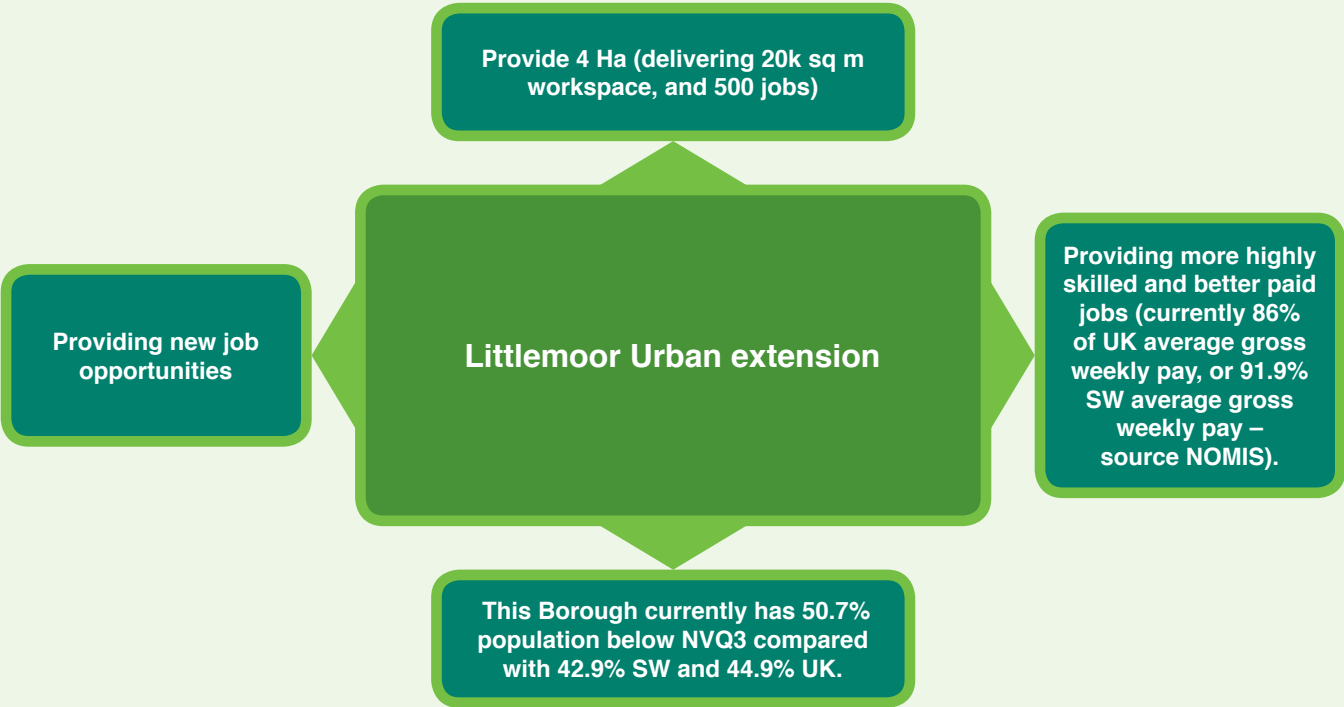 Provide 4 Ha (delivering 20k sq m
workspace, and 500 jobs)
Providing new job
opportunities
Littlemoor Urban extension
Providing more highly
skilled and better paid
jobs (currently 86%
of UK average gross
weekly pay, or 91.9%
SW average gross
weekly pay –
source NOMIS).
This Borough currently has 50.7%
population below NVQ3 compared
with 42.9% SW and 44.9% UK.